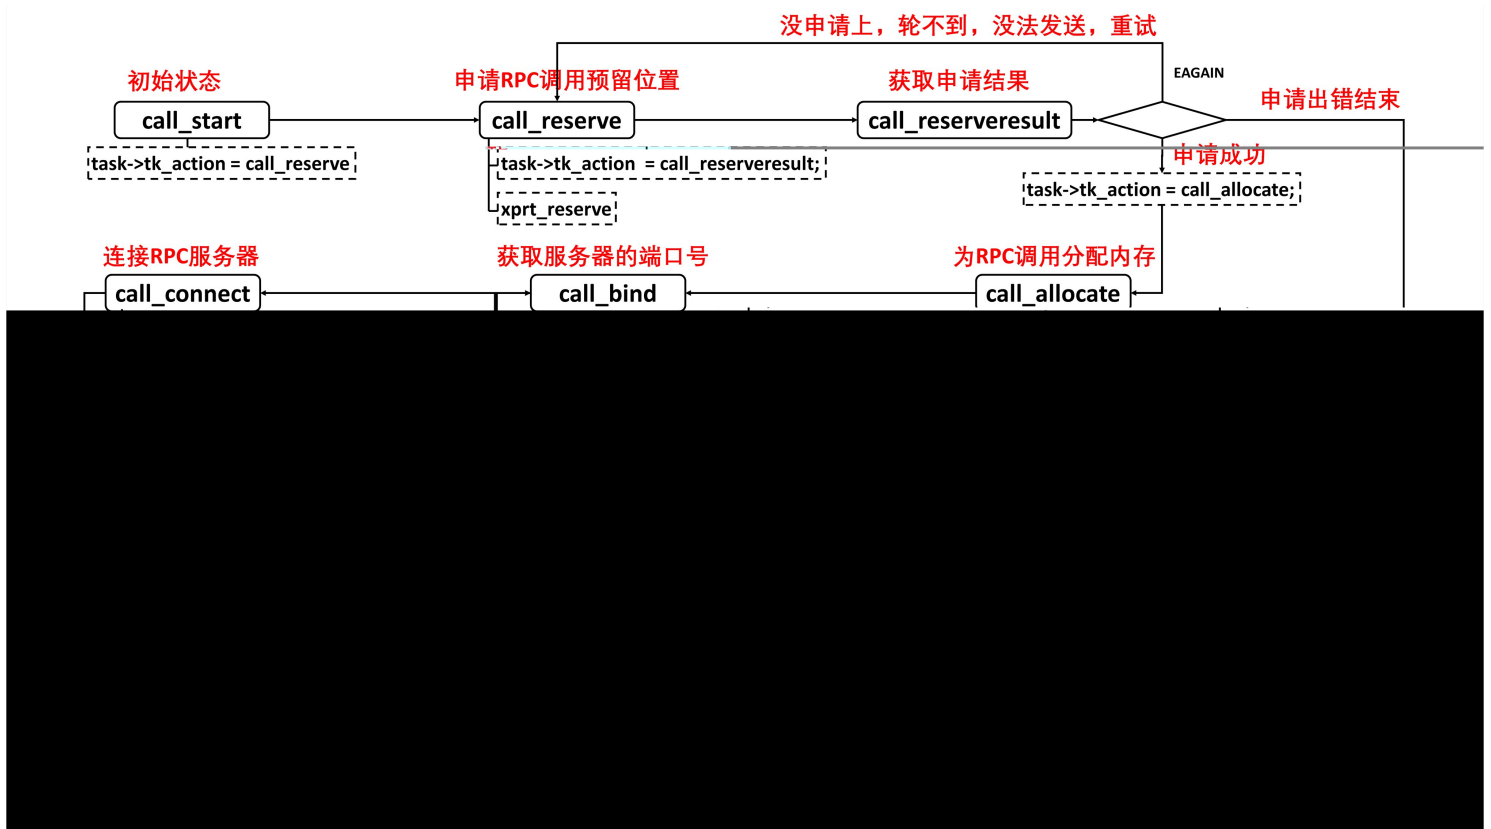 没申请上，轮不到，没法发送，重试
EAGAIN
初始状态
申请RPC调用预留位置
获取申请结果
申请出错结束
call_start
call_reserve
call_reserveresult
task->tk_action = call_reserve
task->tk_action = call_reserveresult;
申请成功
task->tk_action = call_allocate;
xprt_reserve
连接RPC服务器
获取服务器的端口号
为RPC调用分配内存
call_connect
call_bind
call_allocate